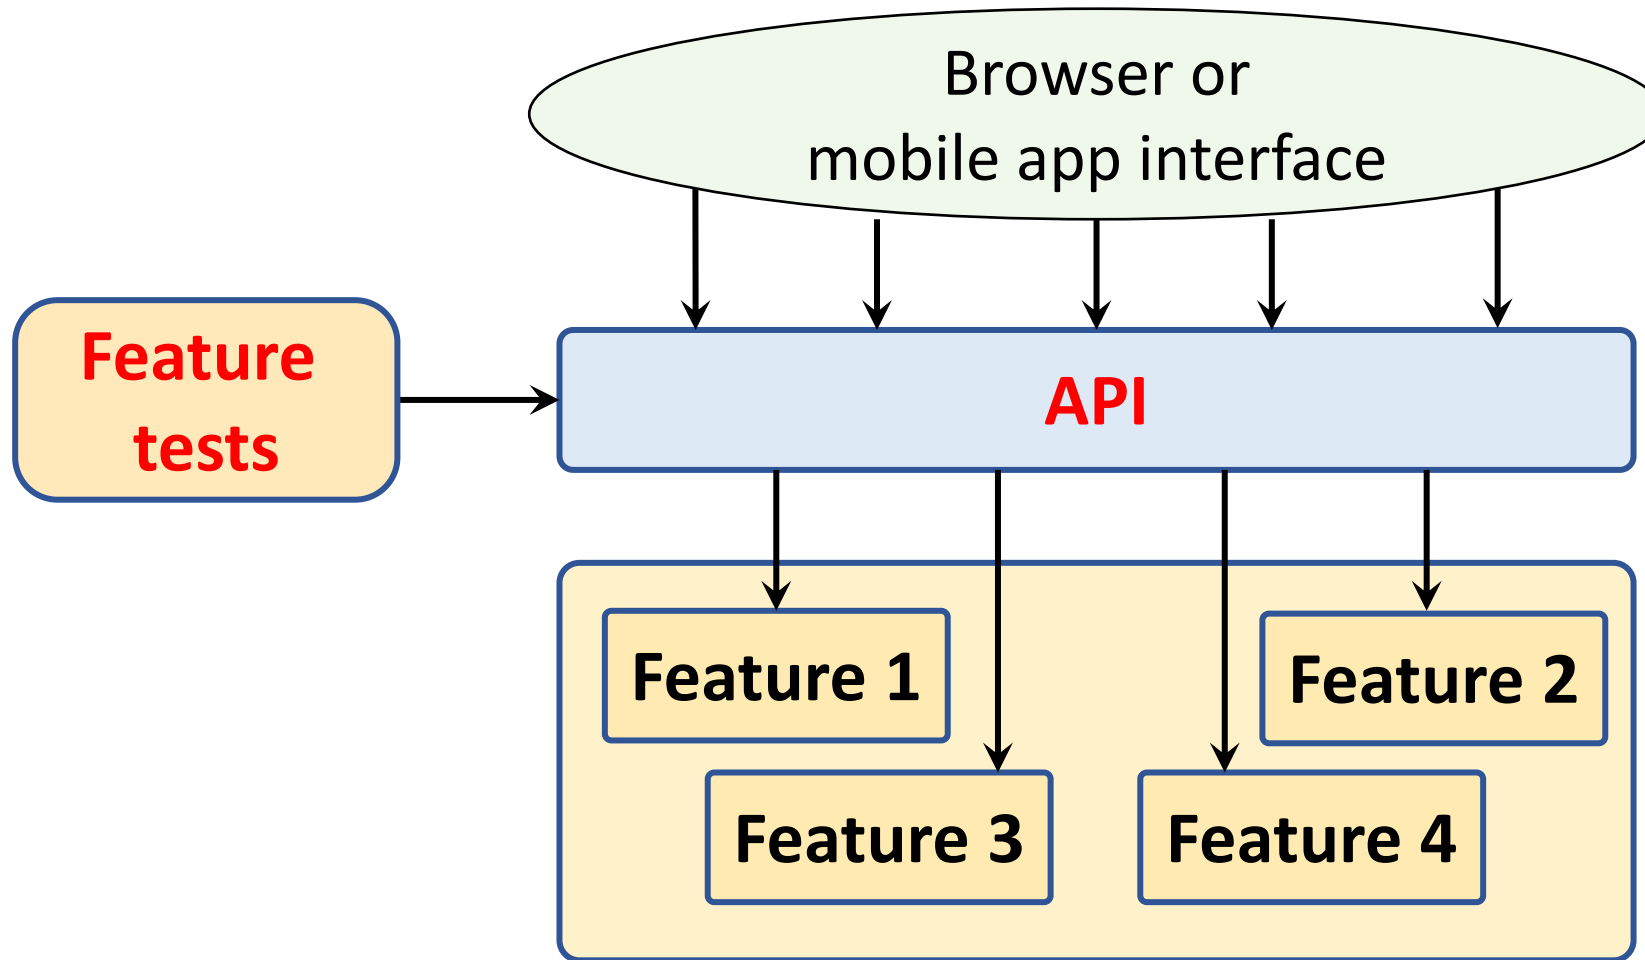 Browser or
mobile app interface
Feature
tests
API
Feature 1
Feature 2
Feature 3
Feature 4